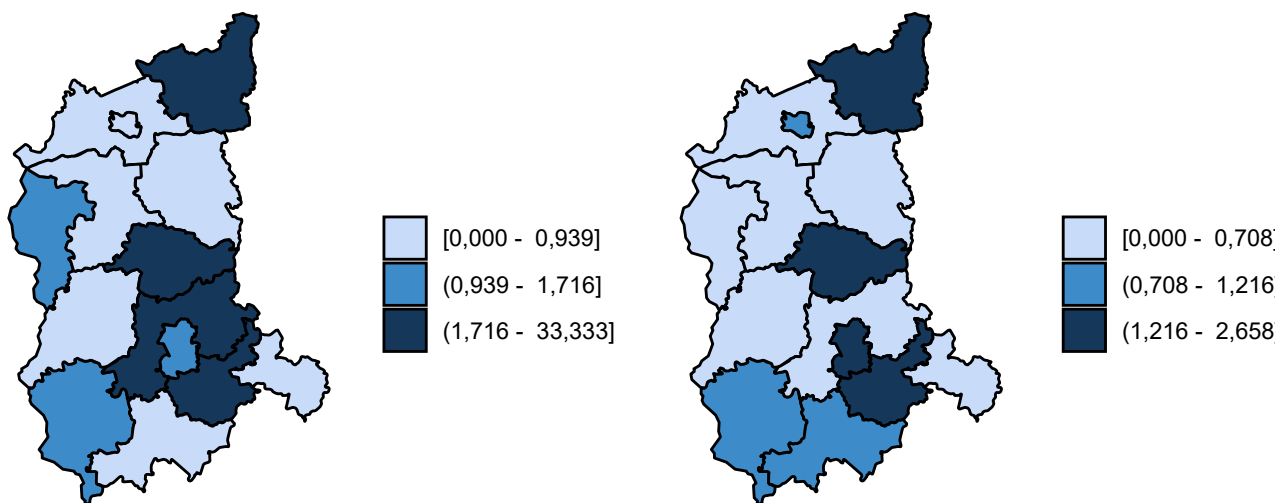 [0,000 - 0,939]
(0,939 - 1,716]
(1,716 - 33,333]
[0,000 - 0,708]
(0,708 - 1,216]
(1,216 - 2,658]